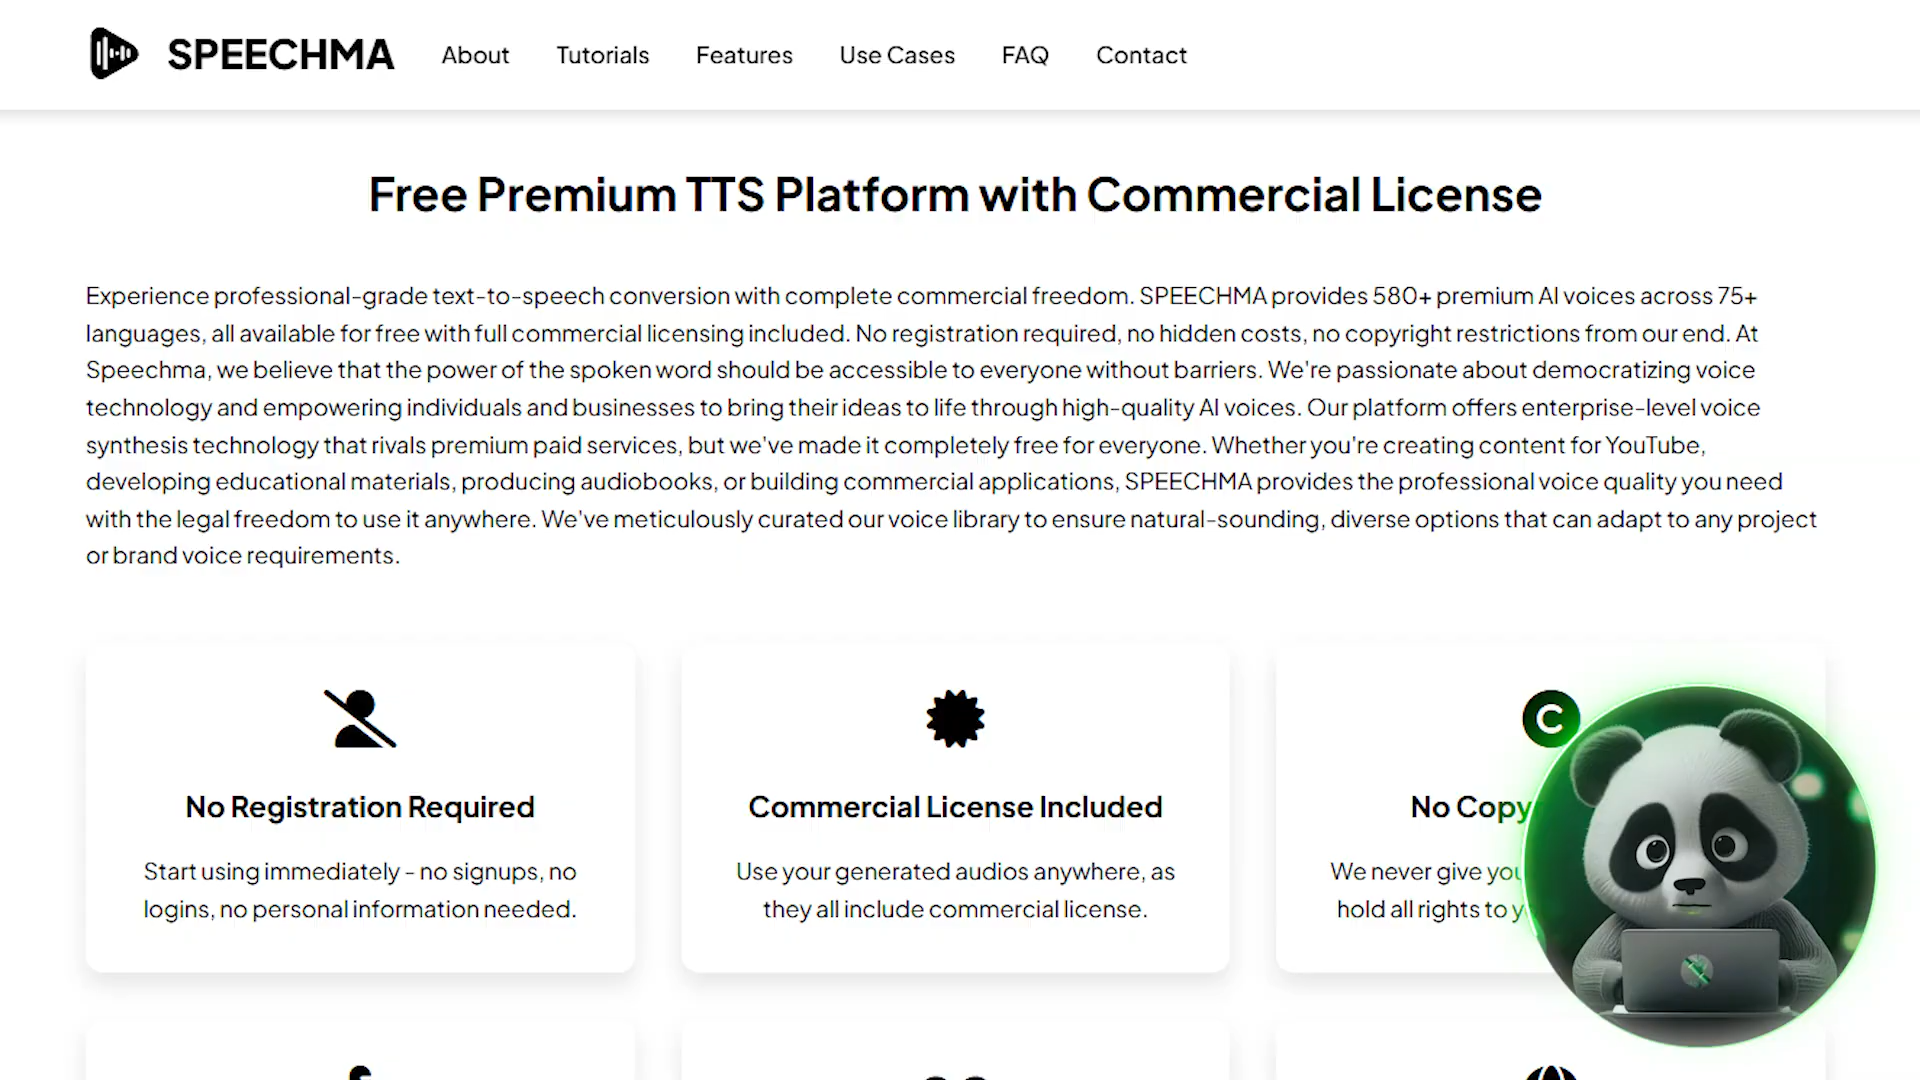 SPEECHMA
About
Tutorials
Features
Use Cases
FAQ
Contact
Free Premium TTS Platform with Commercial License
Experience professional-grade text-to-speech conversion with complete commercial freedom. SPEECHMA provides 580+ premium AI voices across 75+
languages, all available for free with full commercial licensing included. No registration required, no hidden costs, no copyright restrictions from our end. At
Speechma, we believe that the power of the spoken word should be accessible to everyone without barriers. We're passionate about democratizing voice
technology and empowering individuals and businesses to bring their ideas to life through high-quality AI voices. Our platform offers enterprise-level voice
synthesis technology that rivals premium paid services, but we've made it completely free for everyone. Whether you're creating content for YouTube,
developing educational materials, producing audiobooks, or building commercial applications, SPEECHMA provides the professional voice quality you need
with the legal freedom to use it anywhere. We've meticulously curated our voice library to ensure natural-sounding, diverse options that can adapt to any project
or brand voice requirements.
No Registration Required
Start using immediately - no signups, no
logins, no personal information needed.
Commercial License Included
Use your generated audios anywhere, as
they all include commercial license.
C
No
We never give
hold all rights to